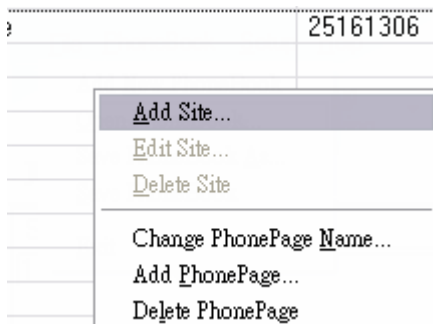 25161306
Add Site...
Edit Site...
Delete Site
Change PhonePage Name...
Add PhonePage...
Delete PhonePage